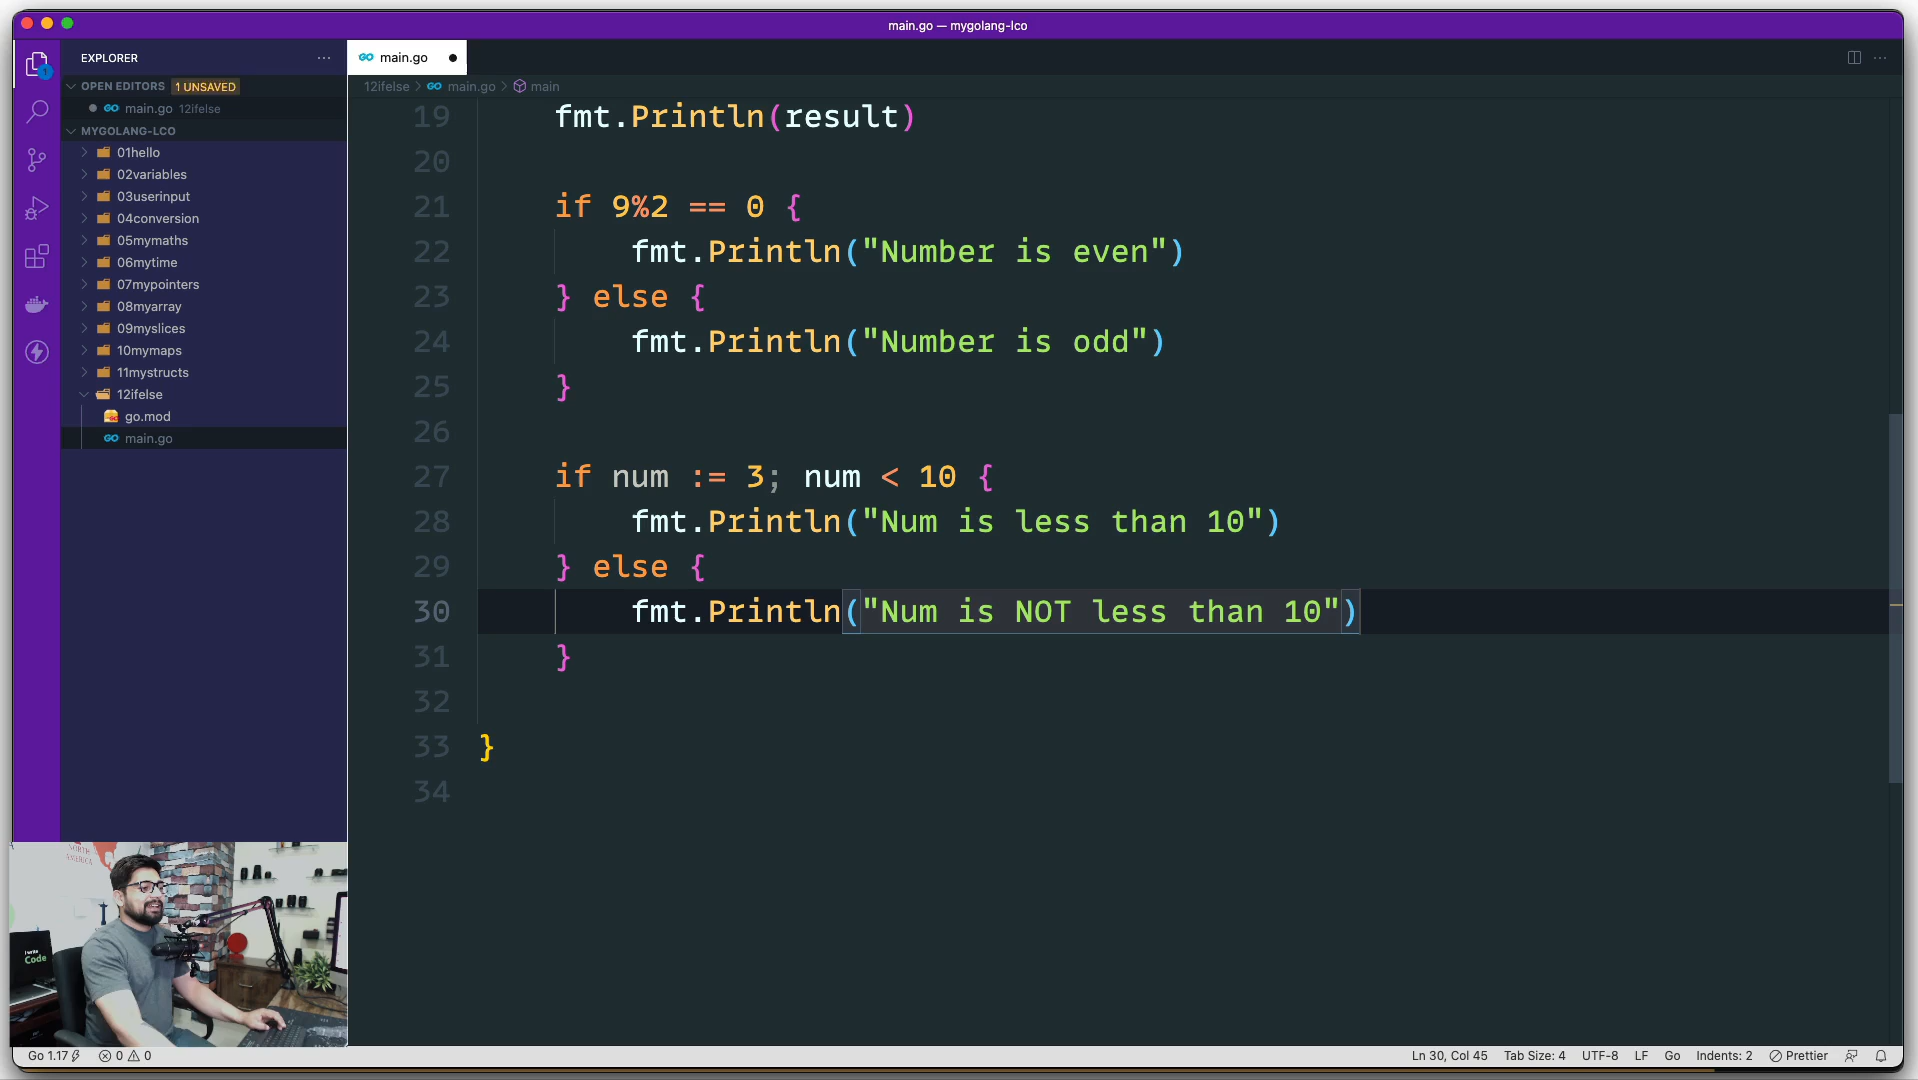 main.go — mygolang-lco
EXPLORER
main.go
OPEN EDITORS 1 UNSAVED
main.go 12ifelse
MYGOLANG-LCO
01hello
02variables
03userinput
04conversion
05mymaths
06mytime
07mypointers
08myarray
09myslices
10mymaps
11mystructs
12ifelse
go.mod
main.go
1
12ifelse > main.go > main
19 fmt.Println(result)
20
21 if 9%2 == 0 {
22 fmt.Println("Number is even")
23 } else {
24 fmt.Println("Number is odd")
25 }
26
27 if num := 3; num < 10 {
28 fmt.Println("Num is less than 10")
29 } else {
30 fmt.Println("Num is NOT less than 10")
31 }
32
33 }
34
NORTH
AMERICA
I write
Code
Go 1.17 0 0
Ln 30, Col 45 Tab Size: 4 UTF-8 LF Go Indents: 2 Prettier